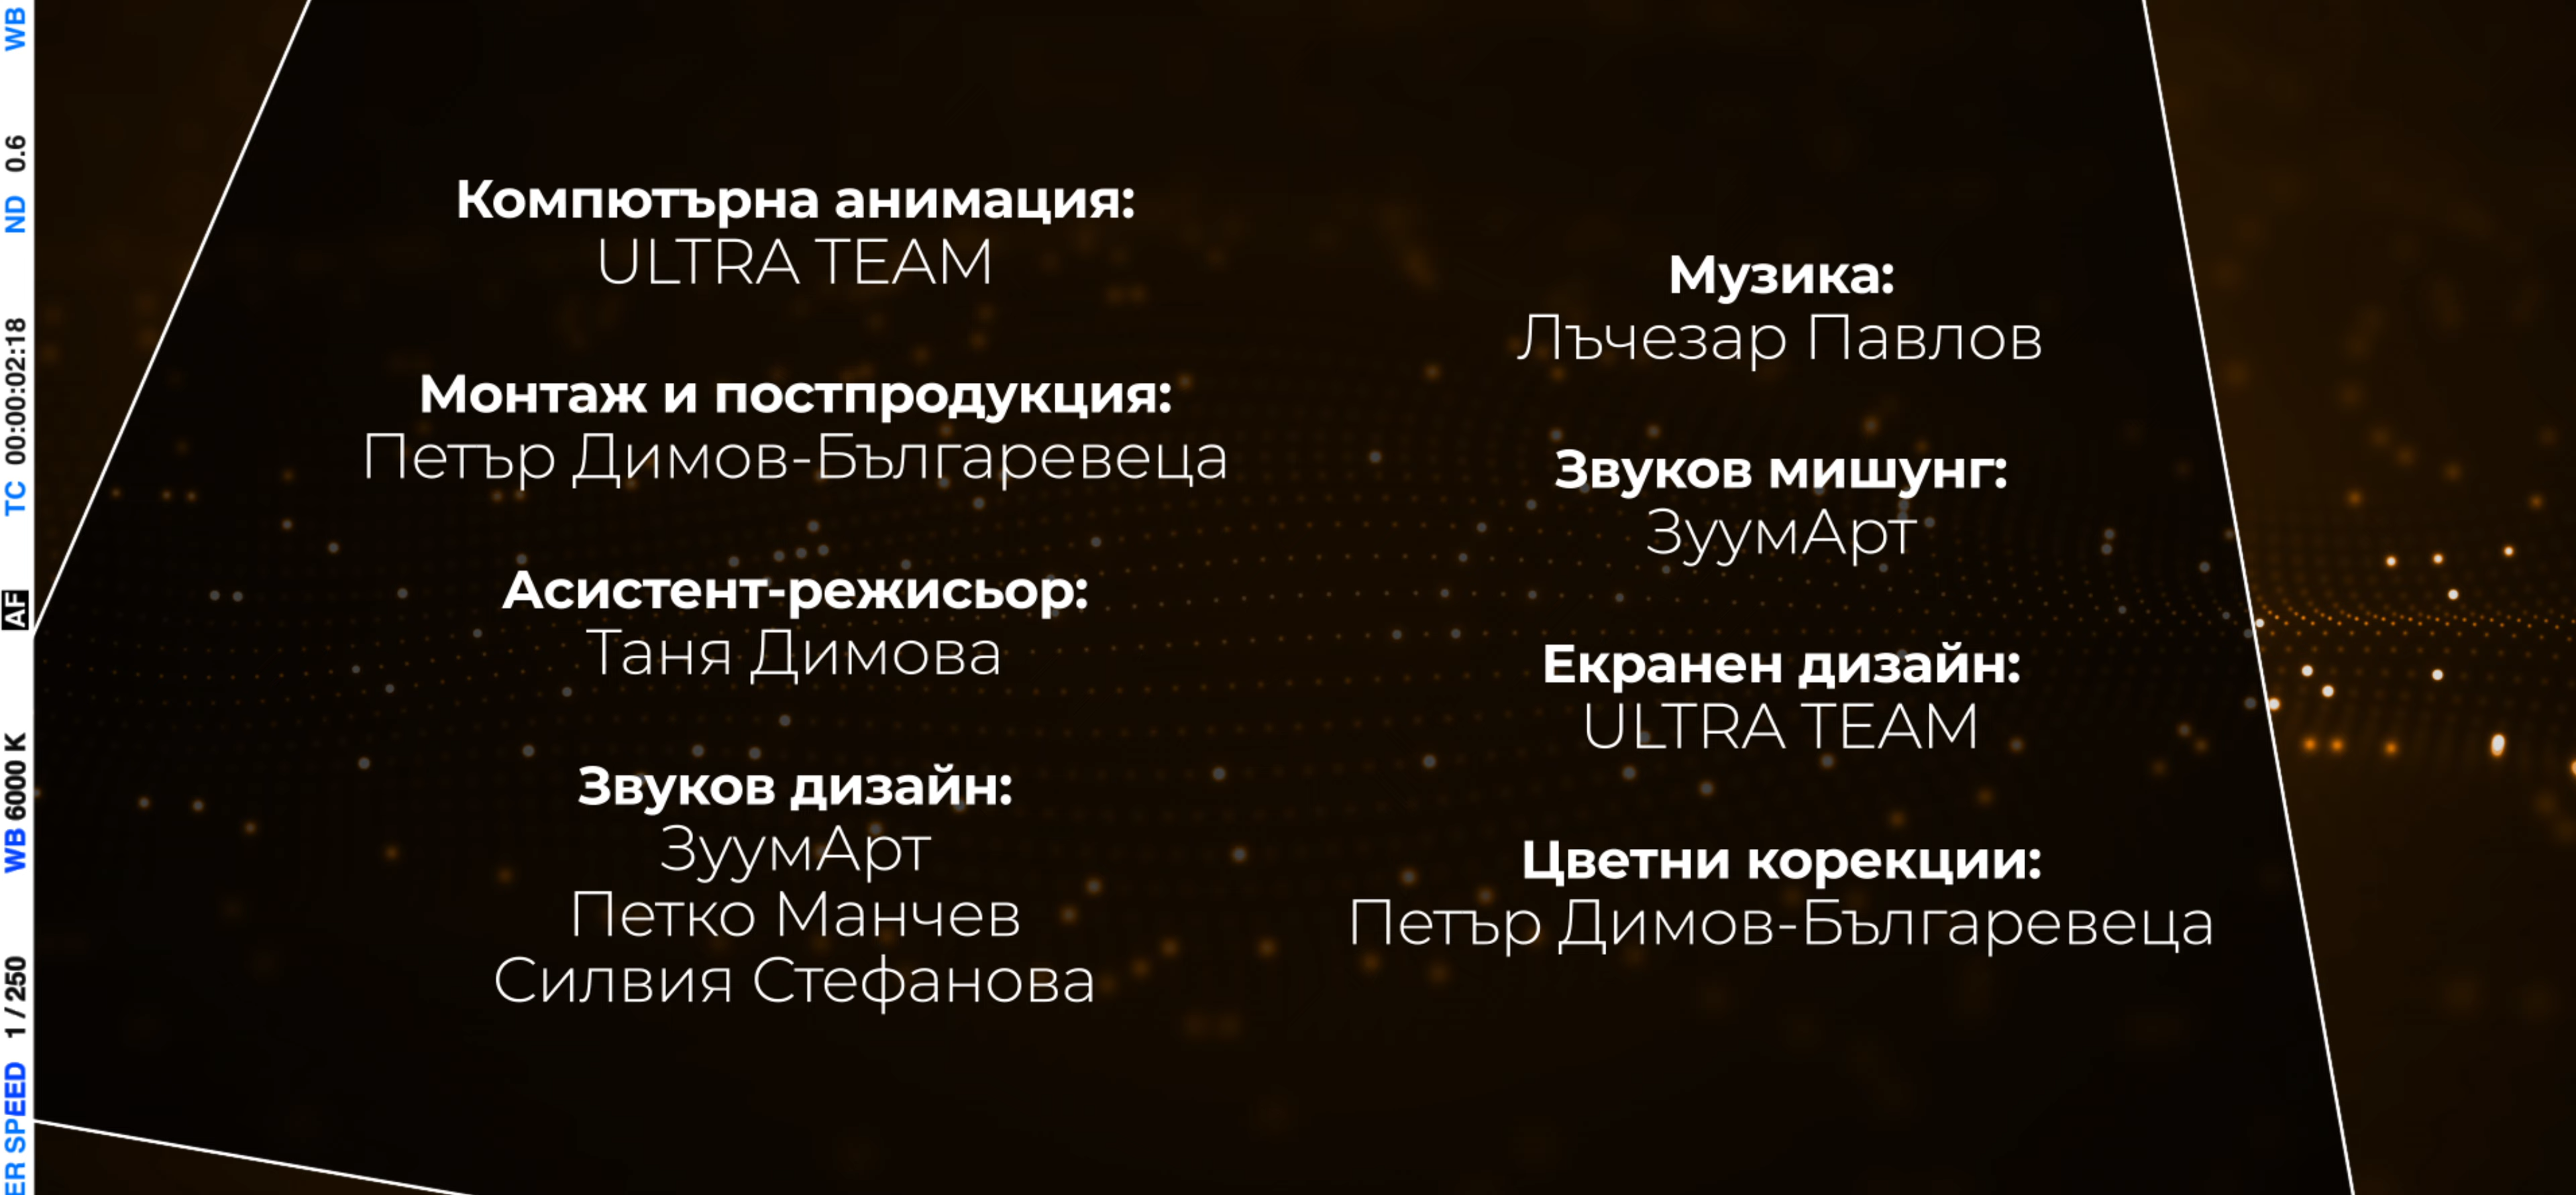 Компютърна анимация:
ULTRA TEAM
Монтаж и постпродукция:
Петър Димов-Българевеца
Асистент-режисьор:
Таня Димова
Звуков дизайн:
ЗуумАрт
Петко Манчев
Силвия Стефанова
Музика:
Лъчезар Павлов
Звуков мишунг:
ЗуумАрт
Екранен дизайн:
ULTRA TEAM
Цветни корекции:
Петър Димов-Българевеца
ER SPEED 1 / 250
WB 6000 K
AF
TC 00:00:02:18
ND 0.6
WB